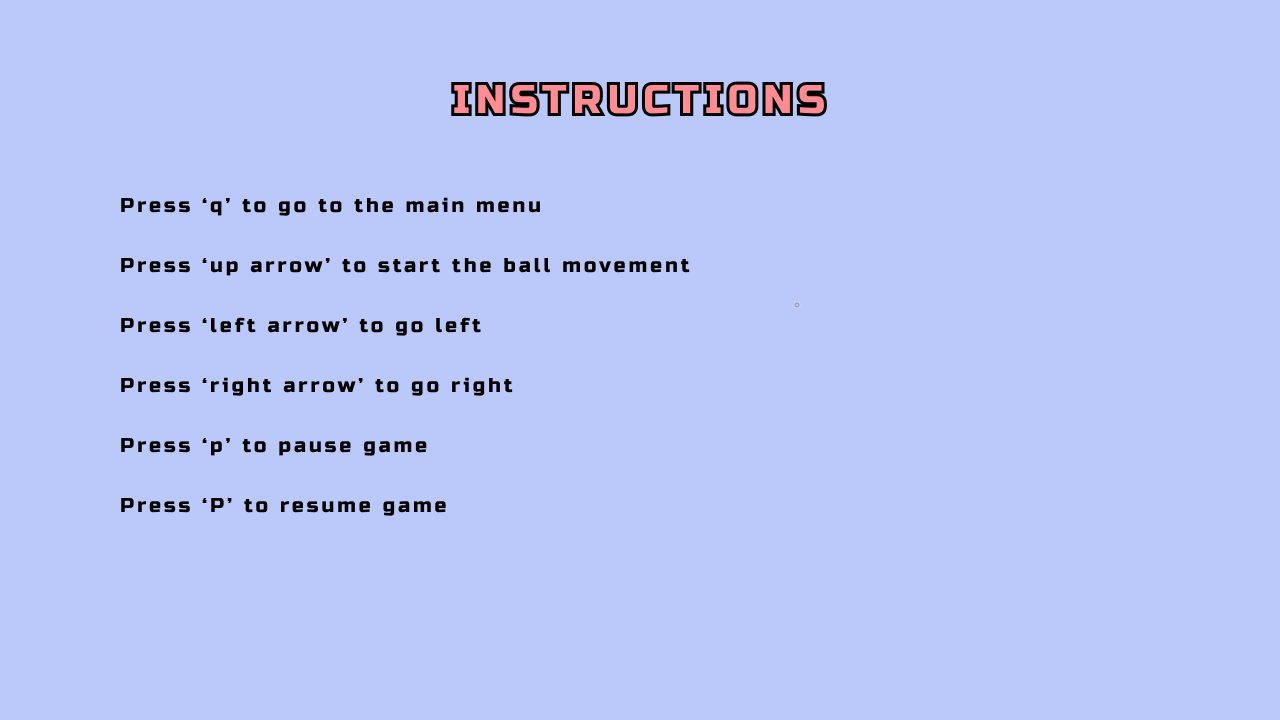 INSTRUCTIONS
Press ‘q’ to go to the main menu
Press ‘up arrow’ to start the ball movement
Press ‘left arrow’ to go left
Press ‘right arrow’ to go right
Press ‘p’ to pause game
Press ‘P’ to resume game